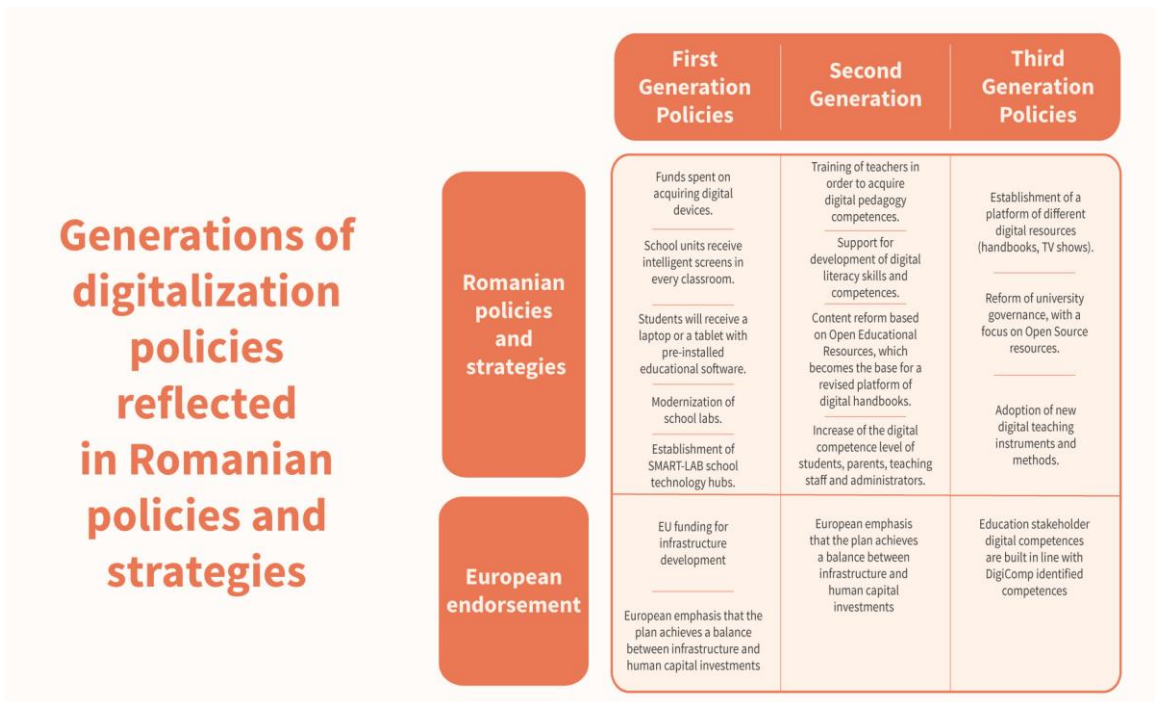 Generations of
digitalization
policies
reflected
in Romanian
policies and
strategies
First
Generation
Policies
Second
Generation
Third
Generation
Policies
Romanian
policies
and
strategies
Funds spent on
acquiring digital
devices.
School units receive
intelligent screens in
every classroom.
Students will receive a
laptop or a tablet with
pre-installed
educational software.
Modernization of
school labs.
Establishment of
SMART-LAB school
technology hubs.
Training of teachers in
order to acquire
digital pedagogy
competences.
Support for
development of digital
literacy skills and
competences.
Content reform based
on Open Educational
Resources, which
becomes the base for a
revised platform of
digital handbooks.
Increase of the digital
competence level of
students, parents, teaching
staff and administrators.
Establishment of a
platform of different
digital resources
(handbooks, TV shows).
Reform of university
governance, with a
focus on Open Source
resources.
Adoption of new
digital teaching
instruments and
methods.
European
endorsement
EU funding for
infrastructure
development
European emphasis that the
plan achieves a balance
between infrastructure and
human capital investments
European emphasis
that the plan achieves
a balance between
infrastructure and
human capital
investments
Education stakeholder
digital competences
are built in line with
DigiComp identified
competences